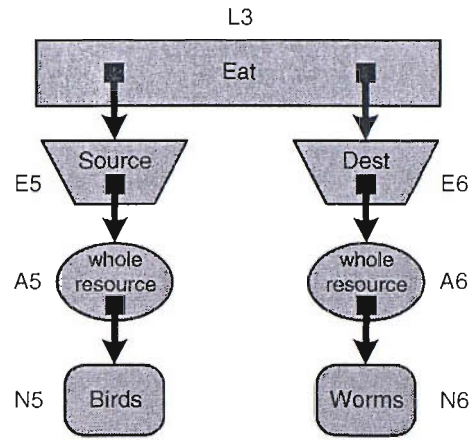 L3
Eat
Source
Dest
E5
E6
whole
resource
whole
resource
A5
A6
N5
Birds
Worms
N6